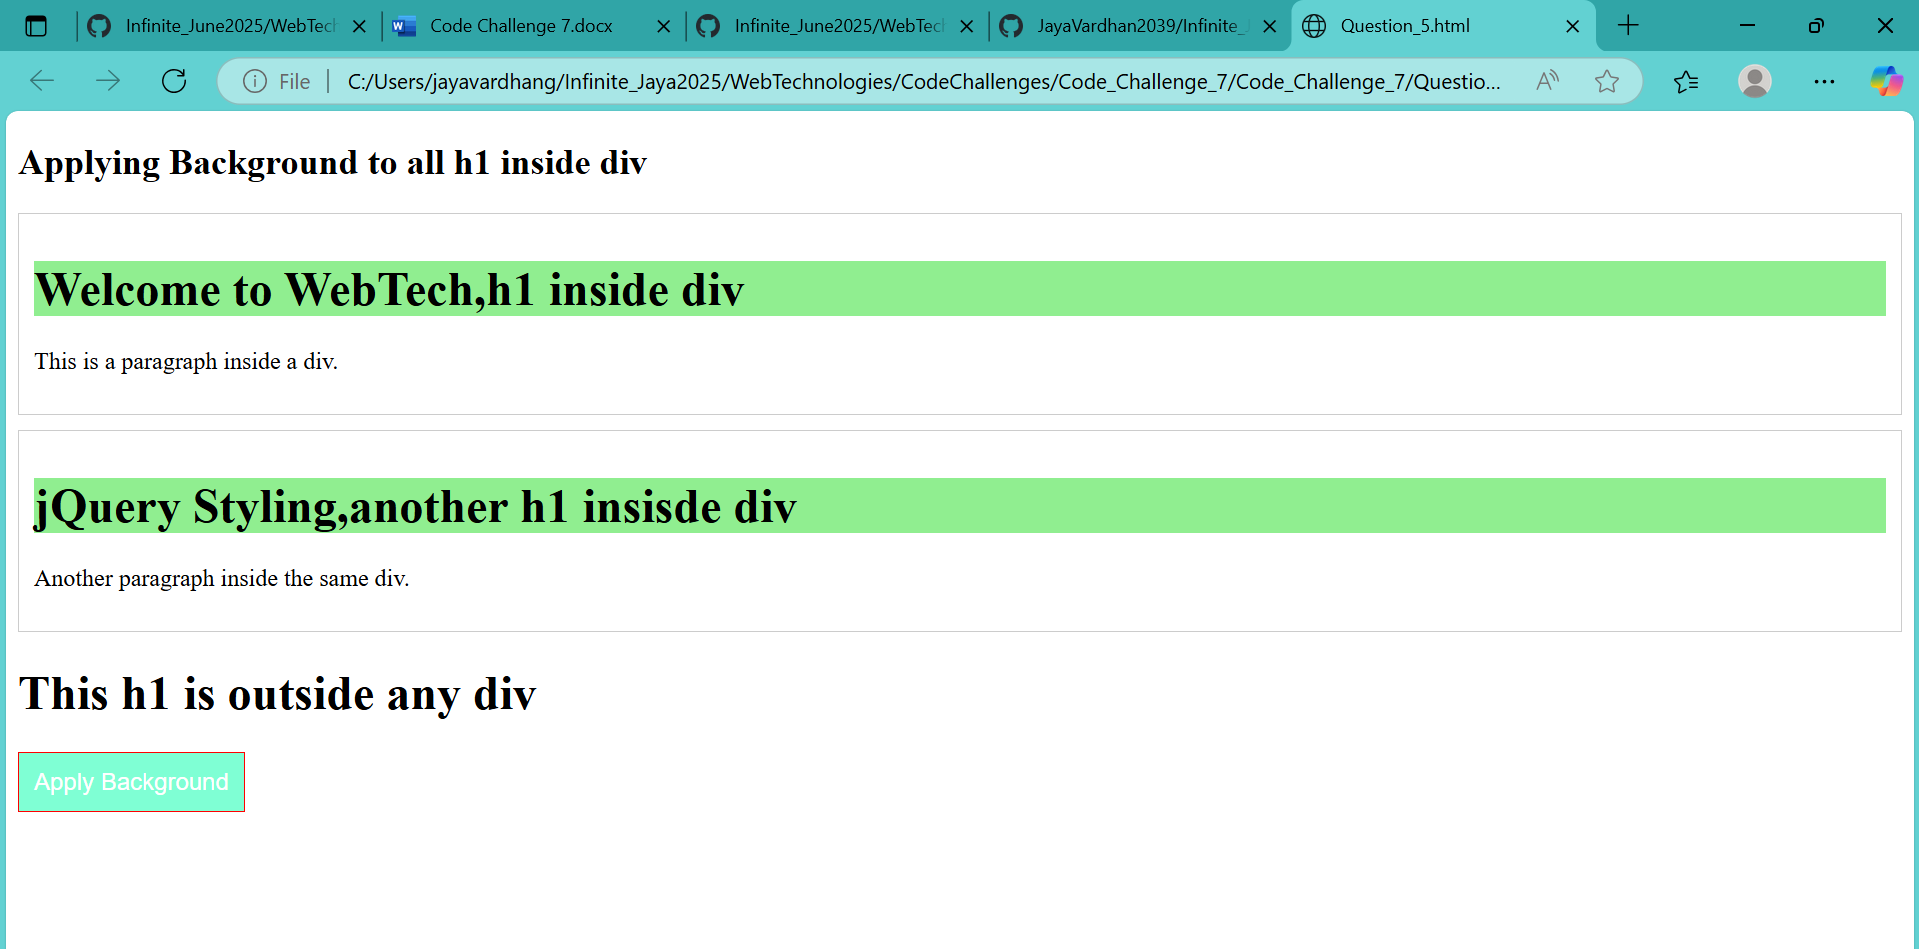 Infinite_June2025/WebTech
Code Challenge 7.docx
Infinite_June2025/WebTech
JayaVardhan2039/Infinite_
Question_5.html
File
C:/Users/jayavardhang/Infinite_Jaya2025/WebTechnologies/CodeChallenges/Code_Challenge_7/Code_Challenge_7/Questio...
Applying Background to all h1 inside div
Welcome to WebTech,h1 inside div
This is a paragraph inside a div.
jQuery Styling,another h1 insisde div
Another paragraph inside the same div.
This h1 is outside any div
Apply Background